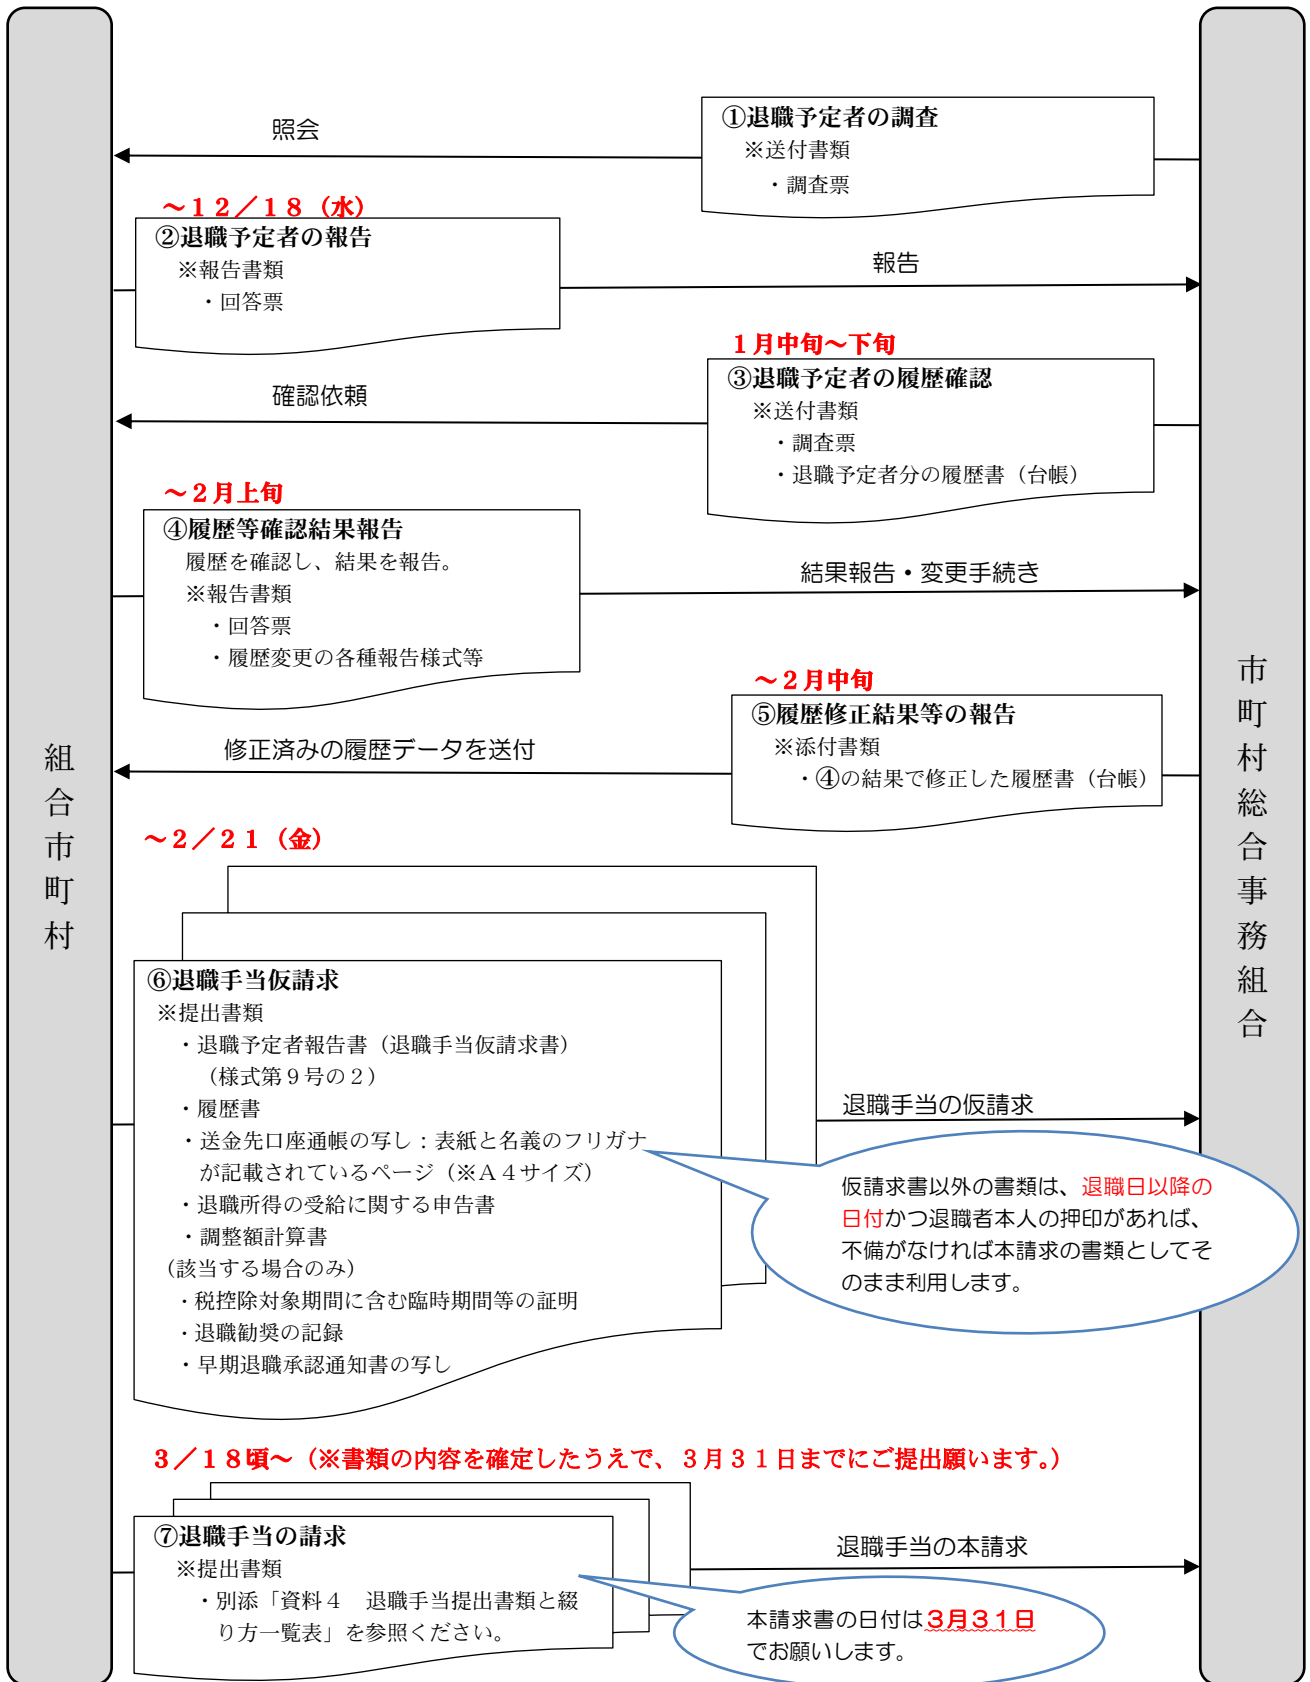 照会
①退職予定者の調査
※送付書類
・調査票
～１２／１８（水）
②退職予定者の報告
※報告書類
・回答票
報告
１月中旬～下旬
③退職予定者の履歴確認
※送付書類
・調査票
・退職予定者分の履歴書（台帳）
確認依頼
～２月上旬
④履歴等確認結果報告
履歴を確認し、結果を報告。
※報告書類
・回答票
・履歴変更の各種報告様式等
結果報告・変更手続き
～２月中旬
⑤履歴修正結果等の報告
※添付書類
・④の結果で修正した履歴書（台帳）
修正済みの履歴データを送付
組合市町村
市町村総合事務組合
～２／２１（金）
⑥退職手当仮請求
※提出書類
・退職予定者報告書（退職手当仮請求書）
（様式第９号の２）
・履歴書
・送金先口座通帳の写し：表紙と名義のフリガナ
が記載されているページ（※Ａ４サイズ）
・退職所得の受給に関する申告書
・調整額計算書
（該当する場合のみ）
・税控除対象期間に含む臨時期間等の証明
・退職勧奨の記録
・早期退職承認通知書の写し
退職手当の仮請求
仮請求書以外の書類は、退職日以降の
日付かつ退職者本人の押印があれば、
不備がなければ本請求の書類としてそ
のまま利用します。
３／１８頃～（※書類の内容を確定したうえで、３月３１日までにご提出願います。）
⑦退職手当の請求
※提出書類
・別添「資料４　退職手当提出書類と綴
り方一覧表」を参照ください。
退職手当の本請求
本請求書の日付は３月３１日
でお願いします。